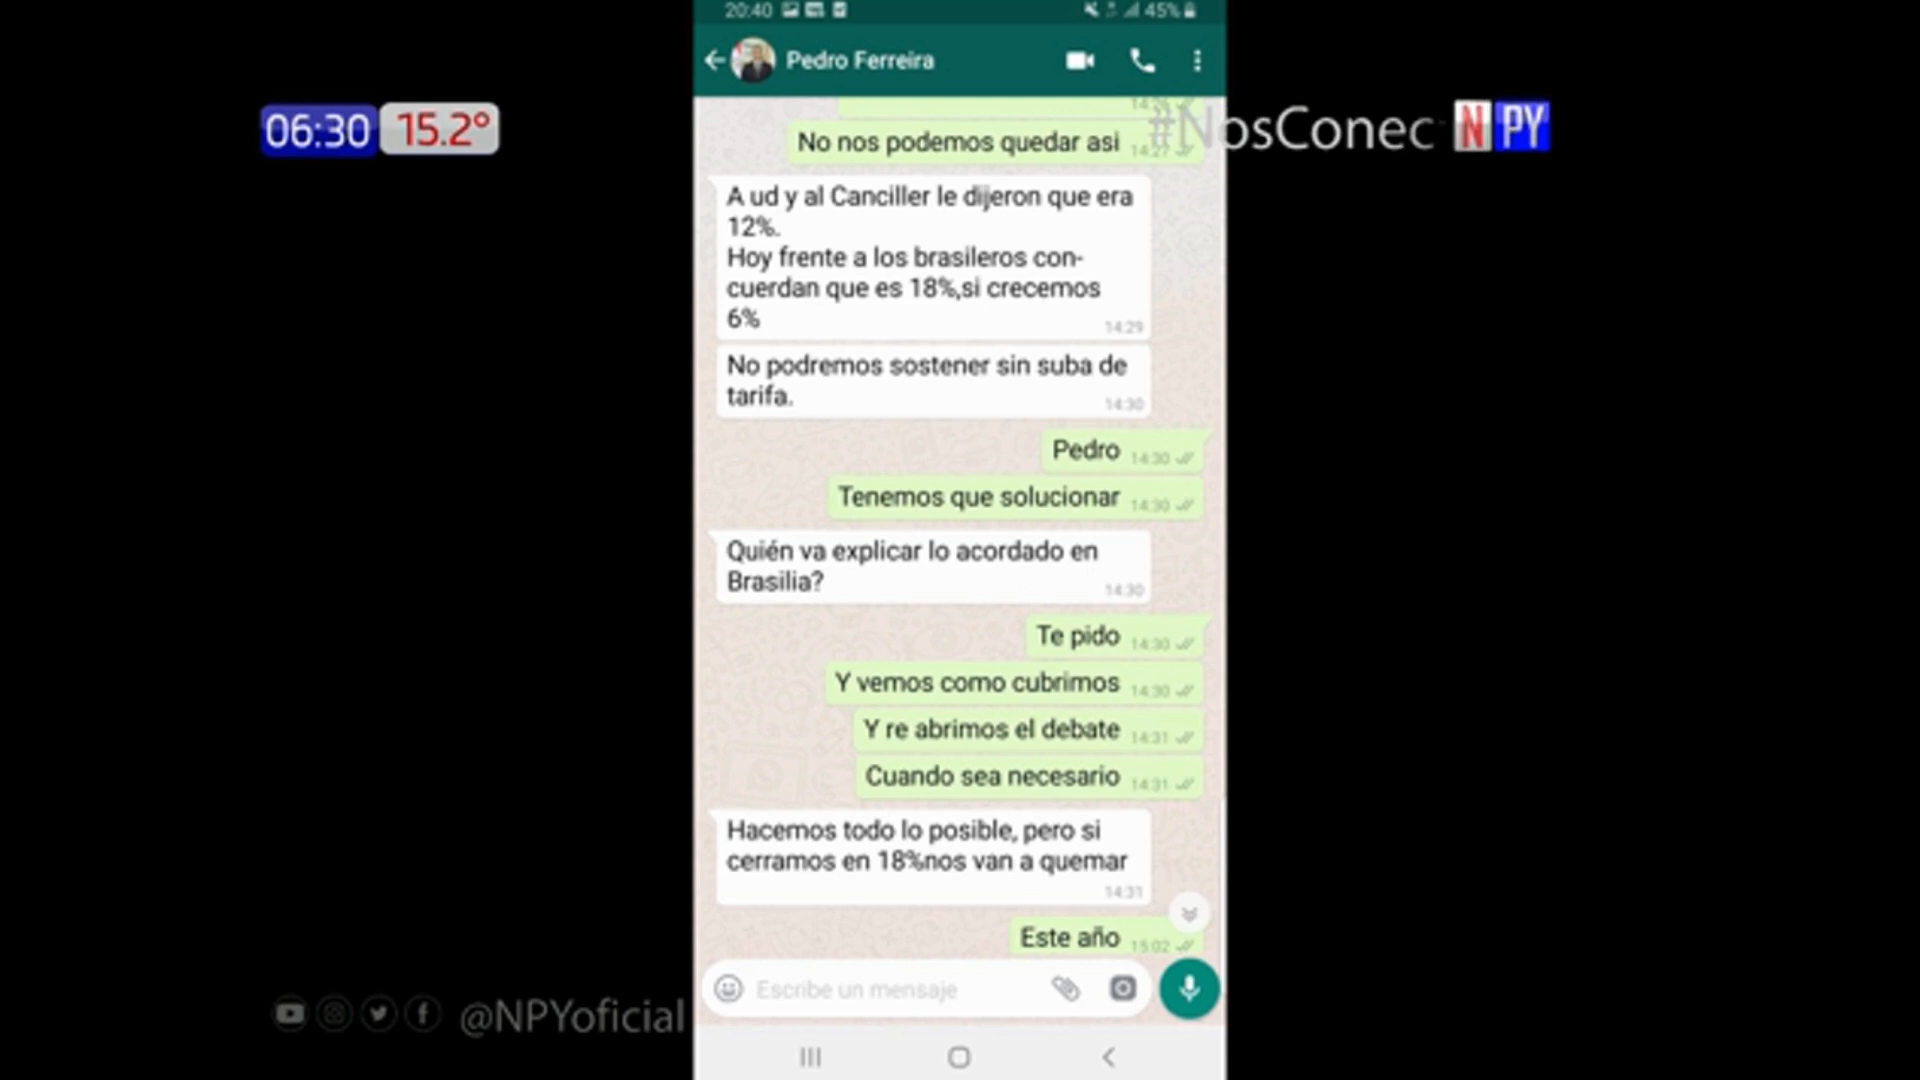 20:40
45%
Pedro Ferreira
06:30 15.2°
#NosConec NPY
14:26
No nos podemos quedar asi 14:27
A ud y al Canciller le dijeron que era
12%.
Hoy frente a los brasileros con-
cuerdan que es 18%,si crecemos
6%
14:29
No podremos sostener sin suba de
tarifa.
14:30
Pedro 14:30
Tenemos que solucionar 14:30
Quién va explicar lo acordado en
Brasilia?
14:30
Te pido 14:30
Y vemos como cubrimos 14:30
Y re abrimos el debate 14:31
Cuando sea necesario 14:31
Hacemos todo lo posible, pero si
cerramos en 18%nos van a quemar
14:31
Este año 15:02
Escribe un mensaje
@NPYoficial